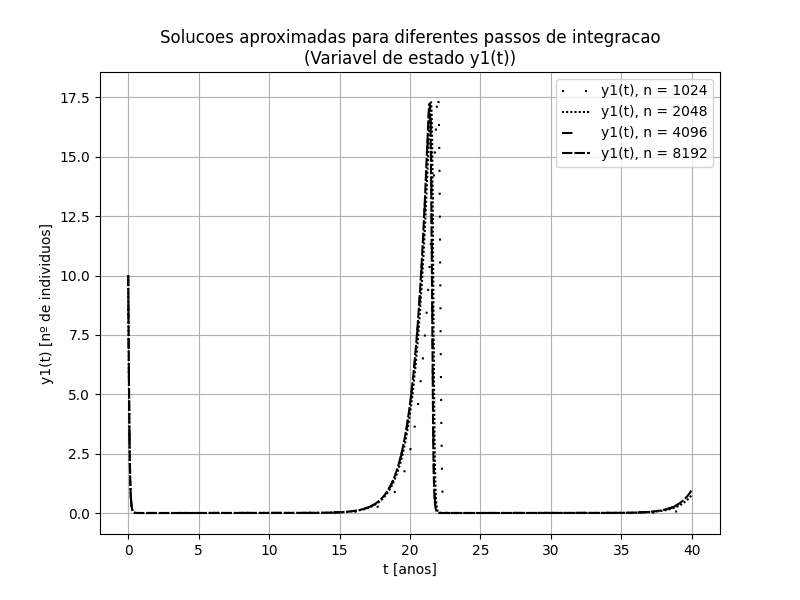 Solucoes aproximadas para diferentes passos de integracao
(Variavel de estado y1(t))
y1(t), n = 1024
y1(t), n = 2048
y1(t), n = 4096
y1(t), n = 8192
17.5
15.0
12.5
10.0
7.5
5.0
2.5
0.0
y1(t) [nº de individuos]
0 5 10 15 20 25 30 35 40
t [anos]